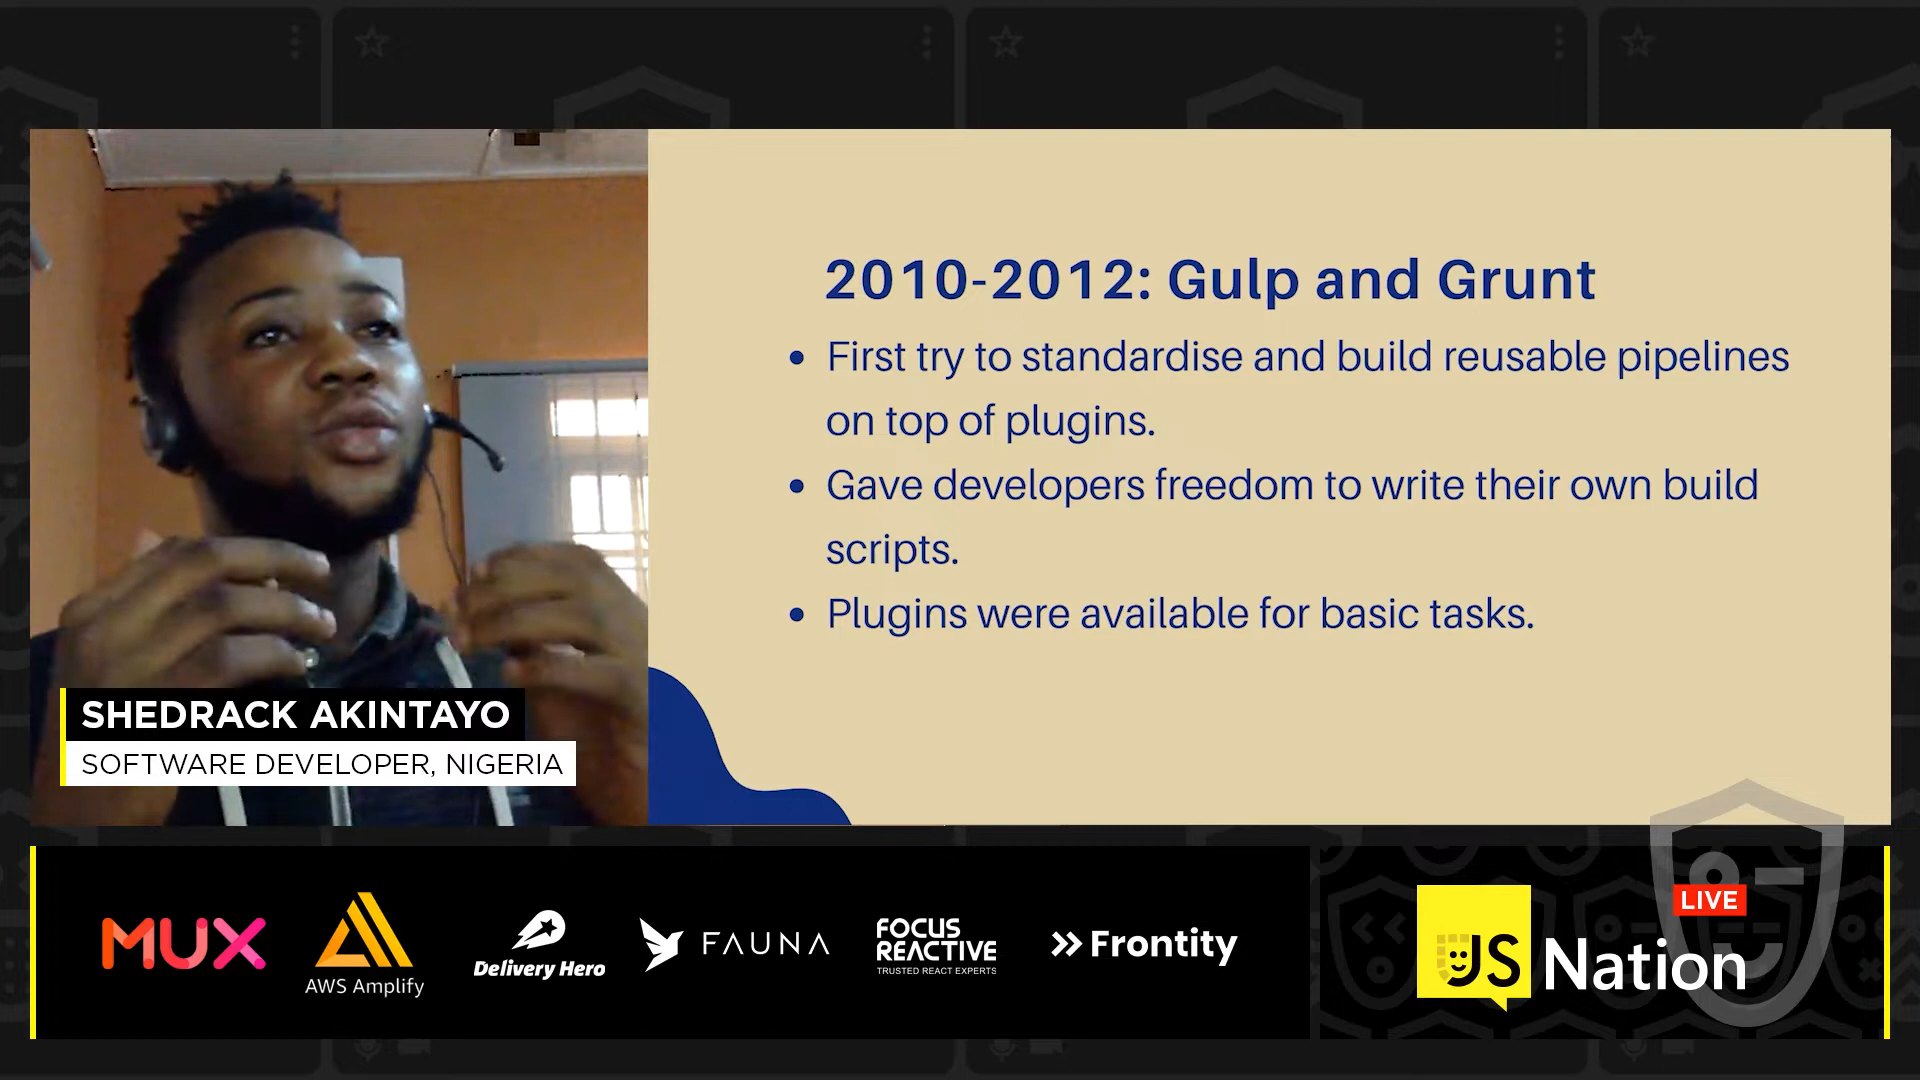 2010-2012: Gulp and Grunt
• First try to standardise and build reusable pipelines
on top of plugins.
• Gave developers freedom to write their own build
scripts.
• Plugins were available for basic tasks.
SHEDRACK AKINTAYO
SOFTWARE DEVELOPER, NIGERIA
MUX
AWS Amplify
Delivery Hero
FAUNA
FOCUS
REACTIVE
TRUSTED REACT EXPERTS
Frontity
LIVE
JS Nation